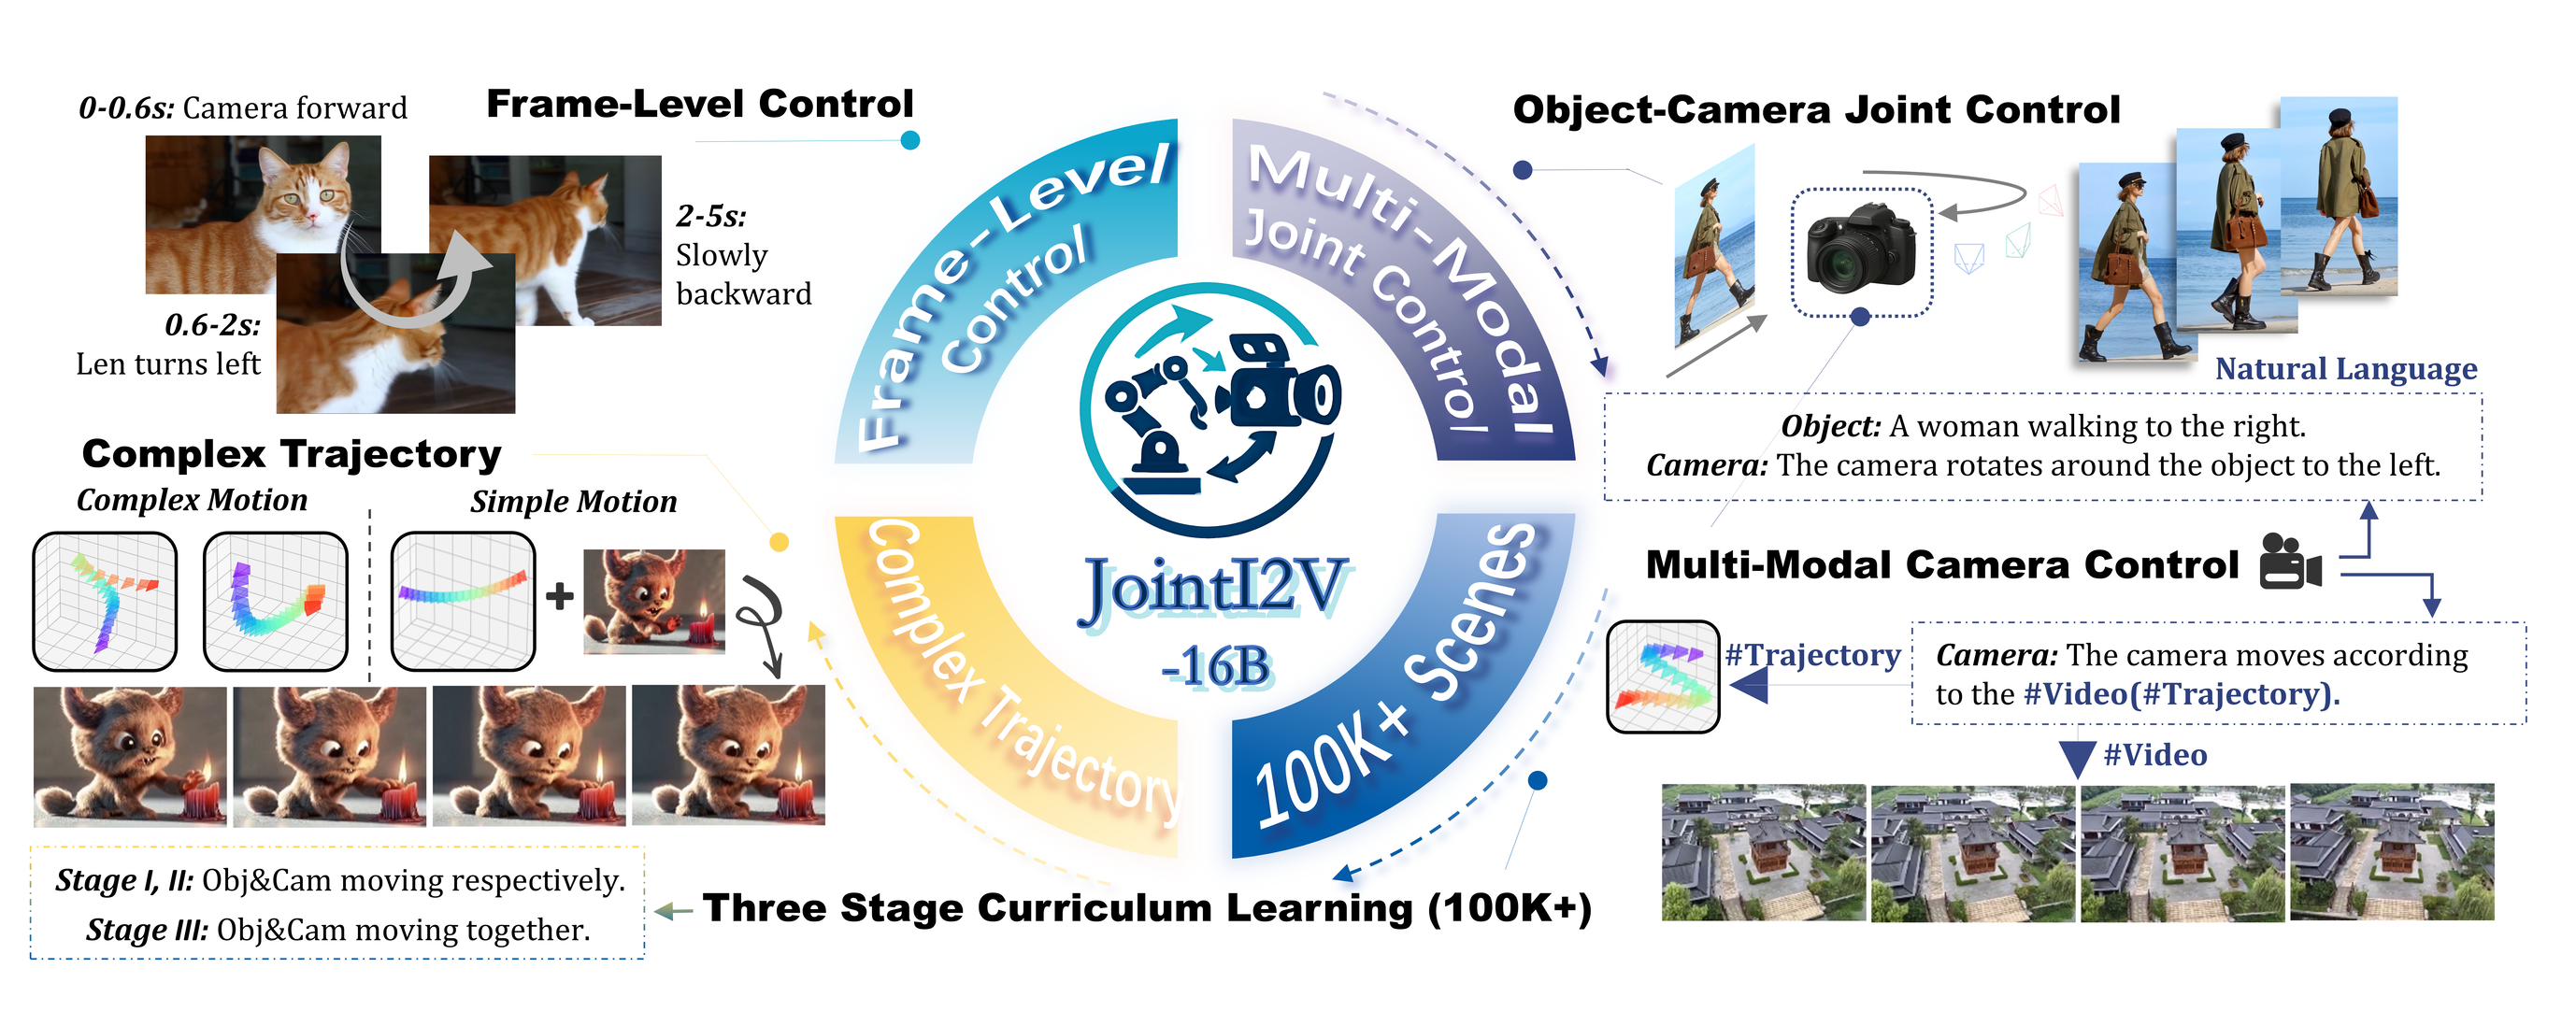 Frame-Level Control
0-0.6s: Camera forward
2-5s:
Slowly
backward
0.6-2s:
Len turns left
Complex Trajectory
Complex Motion
Simple Motion
+
Stage I, II: Obj&Cam moving respectively.
Stage III: Obj&Cam moving together.
Three Stage Curriculum Learning (100K+)
Frame-Level
Control
Multi-Modal
Joint Control
Complex Trajectory
100K+ Scenes
JointI2V
-16B
Object-Camera Joint Control
Natural Language
Object: A woman walking to the right.
Camera: The camera rotates around the object to the left.
Multi-Modal Camera Control
#Trajectory
Camera: The camera moves according
to the #Video(#Trajectory).
#Video